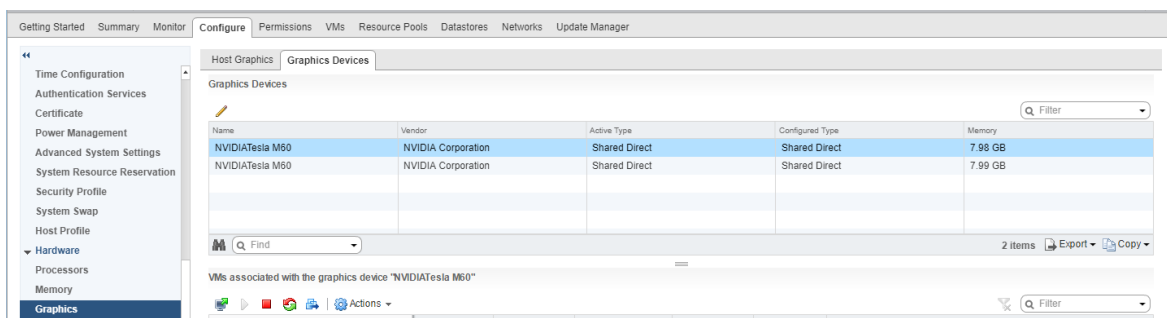 Getting Started Summary Monitor Configure Permissions VMs Resource Pools Datastores Networks Update Manager
Time Configuration
Authentication Services
Certificate
Power Management
Advanced System Settings
System Resource Reservation
Security Profile
System Swap
Host Profile
Hardware
Processors
Memory
Graphics
Host Graphics Graphics Devices
Graphics Devices
Filter
Name Vendor Active Type Configured Type Memory
NVIDIATesla M60 NVIDIA Corporation Shared Direct Shared Direct 7.98 GB
NVIDIATesla M60 NVIDIA Corporation Shared Direct Shared Direct 7.99 GB
Find 2 items Export Copy
VMs associated with the graphics device "NVIDIATesla M60"
Actions Filter